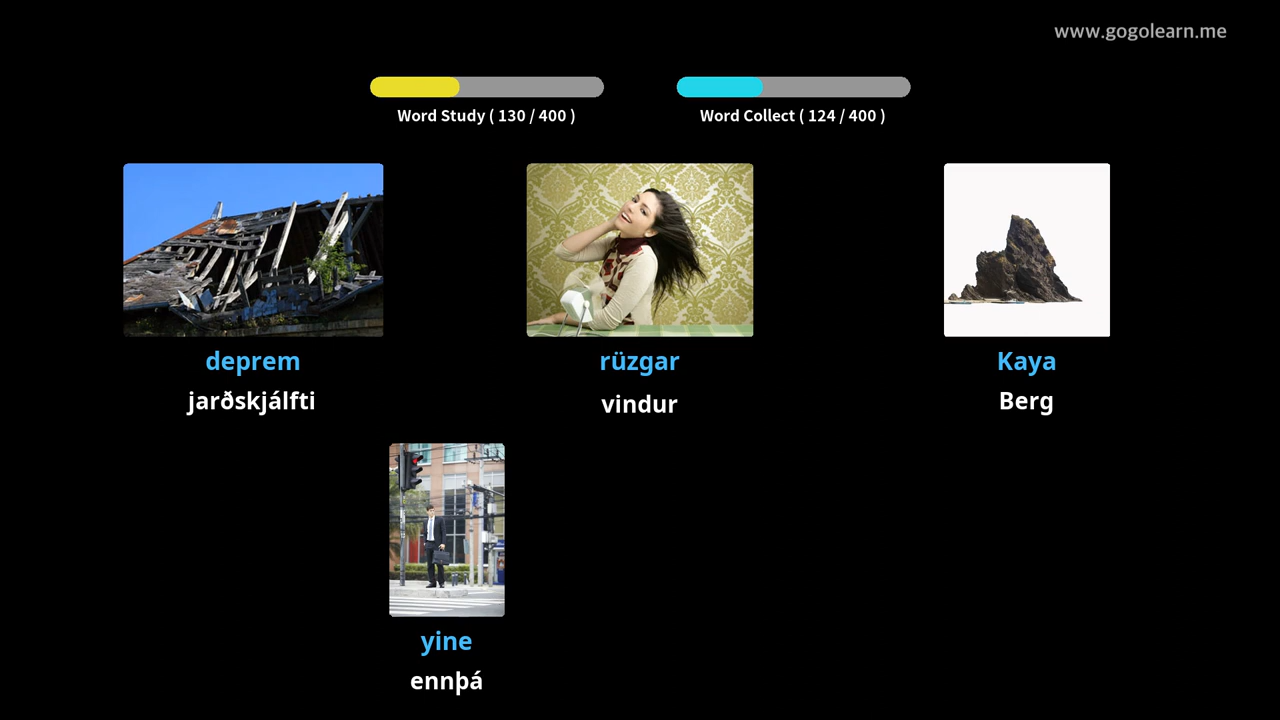 www.gogolearn.me
Word Study ( 130 / 400 )
Word Collect ( 124 / 400 )
deprem
jarðskjálfti
rüzgar
vindur
Kaya
Berg
yine
ennþá